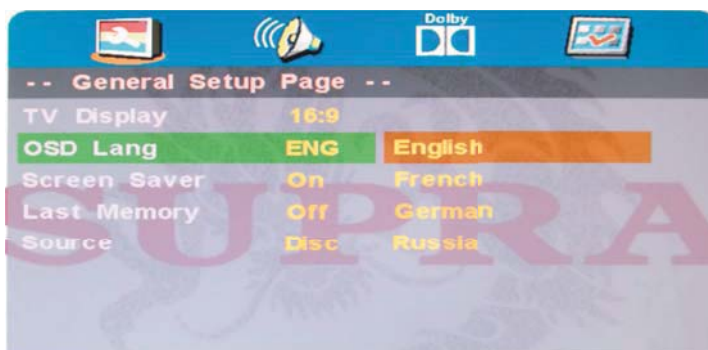 Dolby
-- General Setup Page --
TV Display 16:9
OSD Lang ENG English
Screen Saver On French
Last Memory Off German
Source Disc Russia
SUPRA